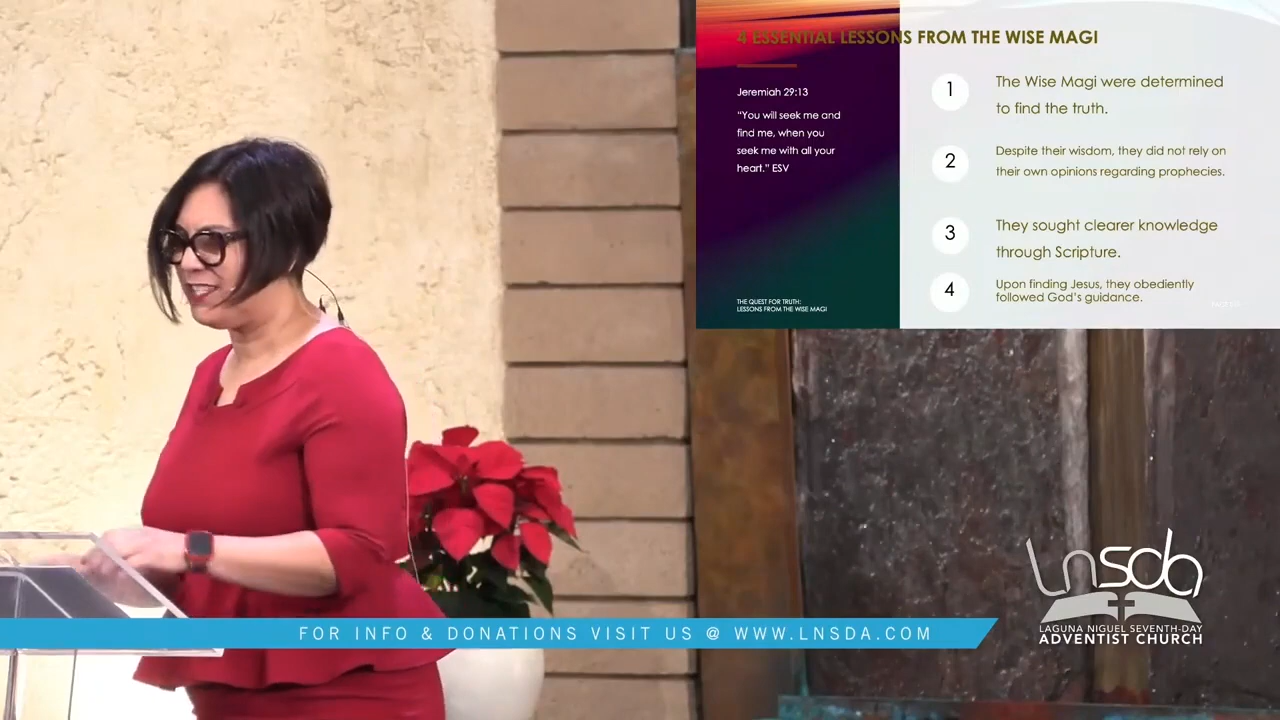 4 ESSENTIAL LESSONS FROM THE WISE MAGI
Jeremiah 29:13
“You will seek me and
find me, when you
seek me with all your
heart.” ESV
THE QUEST FOR TRUTH:
LESSONS FROM THE WISE MAGI
1
The Wise Magi were determined
to find the truth.
2
Despite their wisdom, they did not rely on
their own opinions regarding prophecies.
3
They sought clearer knowledge
through Scripture.
4
Upon finding Jesus, they obediently
followed God’s guidance.
Lnsda
LAGUNA NIGUEL SEVENTH-DAY
ADVENTIST CHURCH
FOR INFO & DONATIONS VISIT US @ WWW.LNSDA.COM